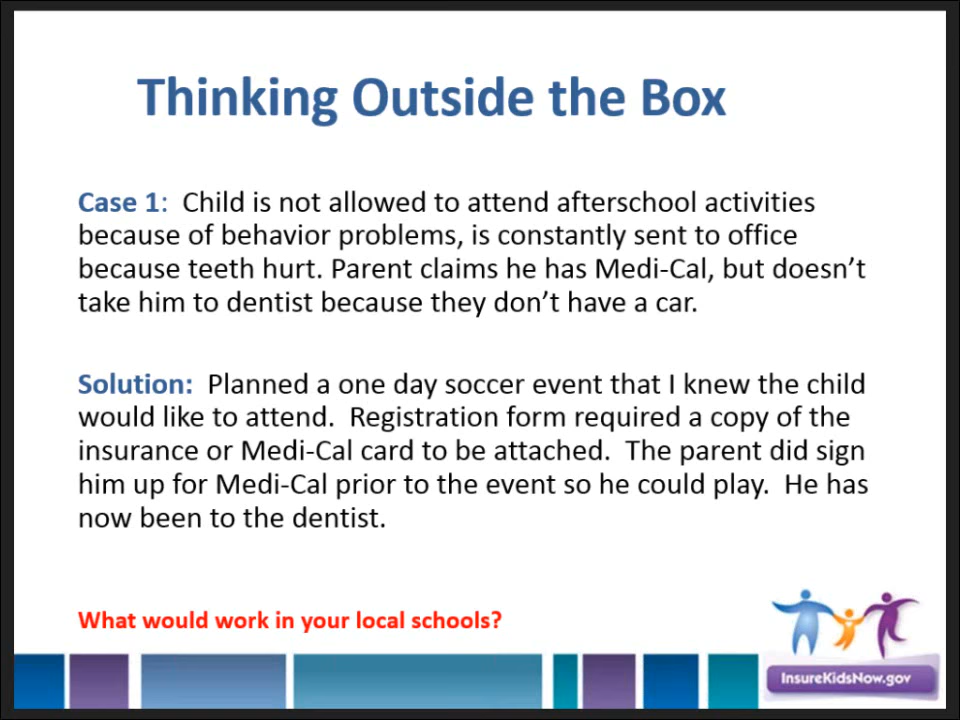 Thinking Outside the Box
Case 1:  Child is not allowed to attend afterschool activities
because of behavior problems, is constantly sent to office
because teeth hurt. Parent claims he has Medi-Cal, but doesn’t
take him to dentist because they don’t have a car.
Solution:  Planned a one day soccer event that I knew the child
would like to attend.  Registration form required a copy of the
insurance or Medi-Cal card to be attached.  The parent did sign
him up for Medi-Cal prior to the event so he could play.  He has
now been to the dentist.
What would work in your local schools?
InsureKidsNow.gov